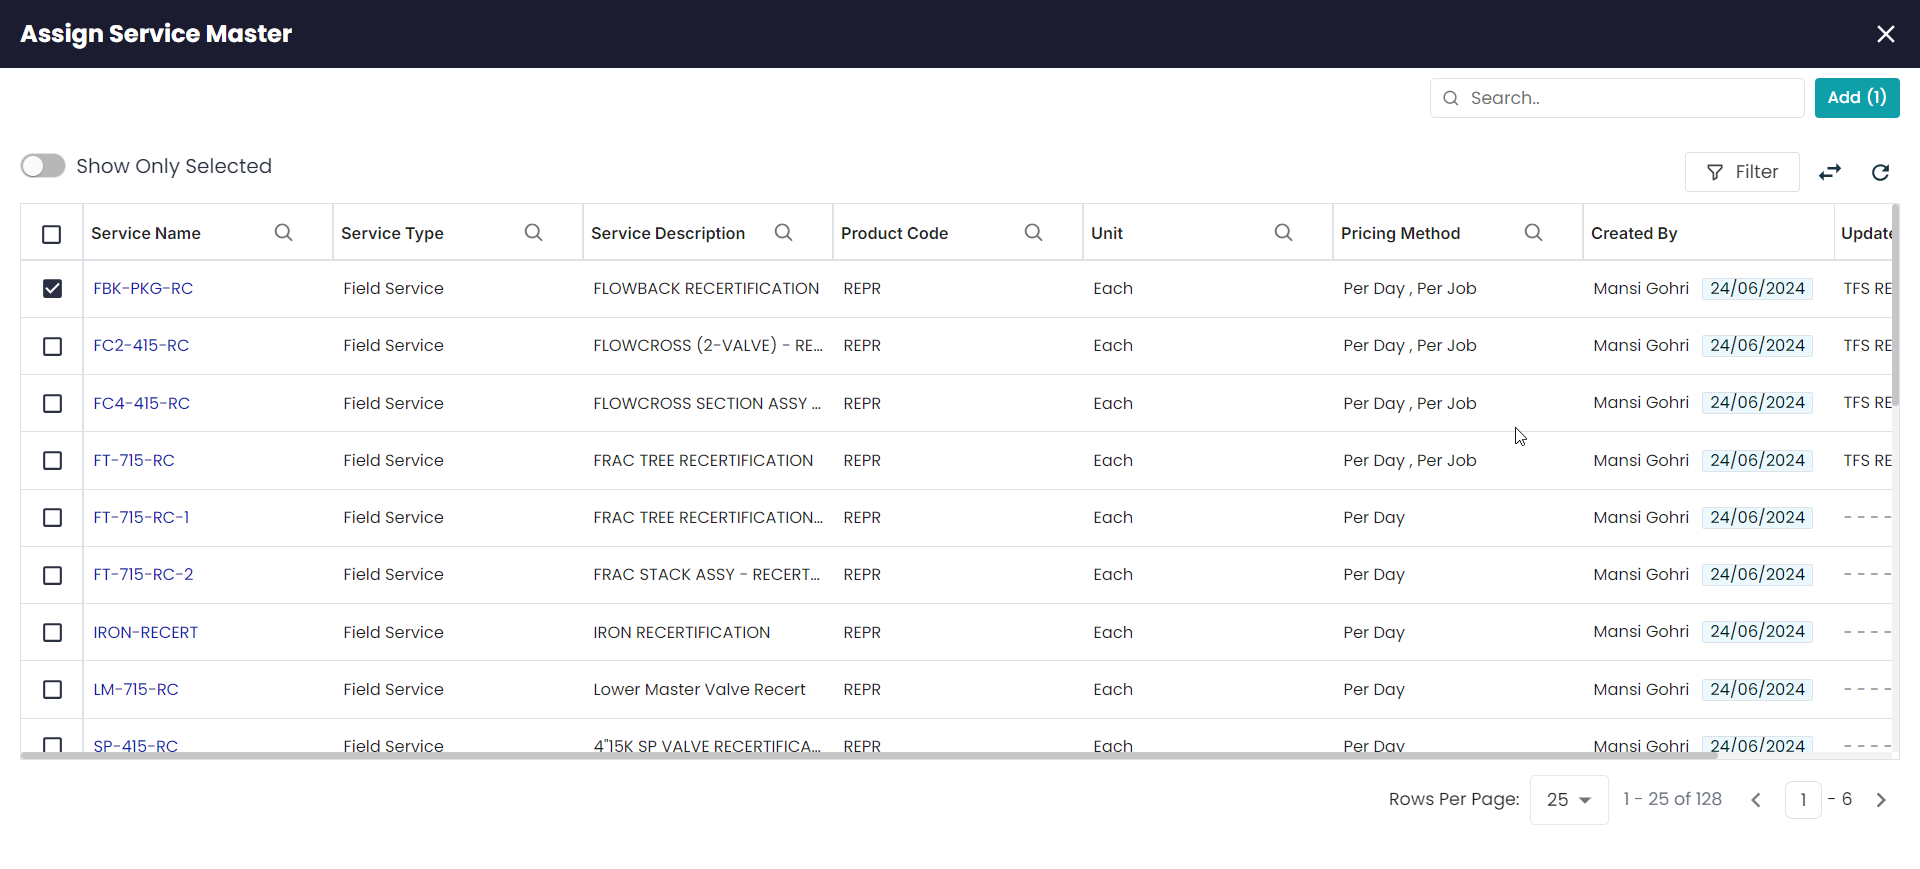 Assign Service Master
Search..
Add (1)
Show Only Selected
Filter
Service Name Service Type Service Description Product Code Unit Pricing Method Created By Update
FBK-PKG-RC Field Service FLOWBACK RECERTIFICATION REPR Each Per Day , Per Job Mansi Gohri 24/06/2024 TFS RE
FC2-415-RC Field Service FLOWCROSS (2-VALVE) - RE... REPR Each Per Day , Per Job Mansi Gohri 24/06/2024 TFS RE
FC4-415-RC Field Service FLOWCROSS SECTION ASSY ... REPR Each Per Day , Per Job Mansi Gohri 24/06/2024 TFS RE
FT-715-RC Field Service FRAC TREE RECERTIFICATION REPR Each Per Day , Per Job Mansi Gohri 24/06/2024 TFS RE
FT-715-RC-1 Field Service FRAC TREE RECERTIFICATION... REPR Each Per Day Mansi Gohri 24/06/2024 ----
FT-715-RC-2 Field Service FRAC STACK ASSY - RECERT... REPR Each Per Day Mansi Gohri 24/06/2024 ----
IRON-RECERT Field Service IRON RECERTIFICATION REPR Each Per Day Mansi Gohri 24/06/2024 ----
LM-715-RC Field Service Lower Master Valve Recert REPR Each Per Day Mansi Gohri 24/06/2024 ----
SP-415-RC Field Service 4"15K SP VALVE RECERTIFICA... REPR Each Per Day Mansi Gohri 24/06/2024 ----
Rows Per Page: 25 1 - 25 of 128 1 - 6